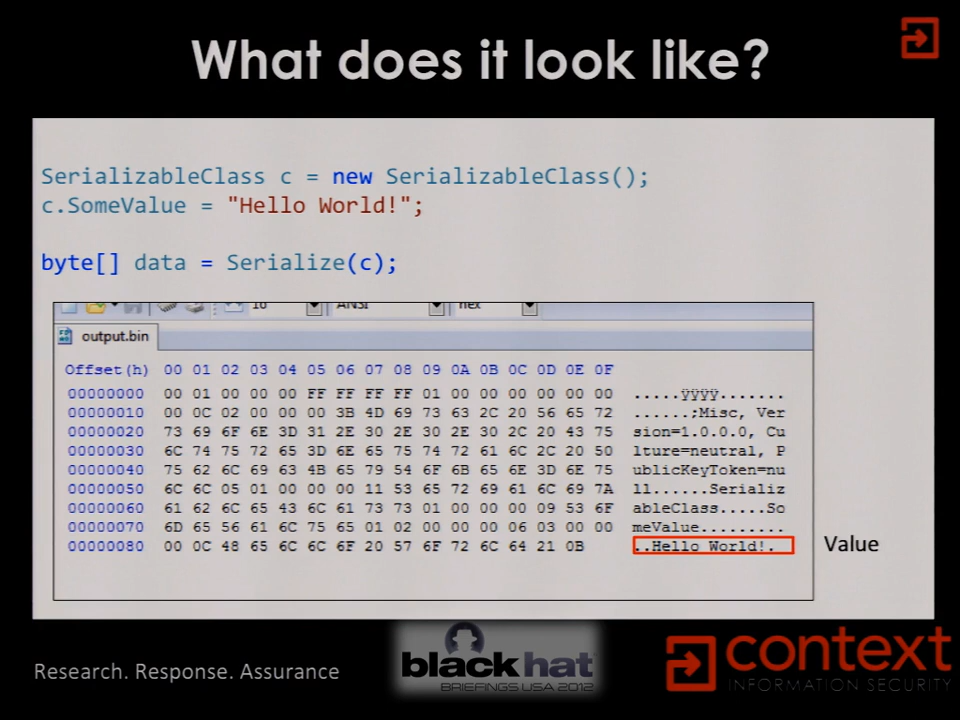 What does it look like?
SerializableClass c = new SerializableClass();
c.SomeValue = "Hello World!";
byte[] data = Serialize(c);
16 ANSI hex
output.bin
Offset(h) 00 01 02 03 04 05 06 07 08 09 0A 0B 0C 0D 0E 0F
00000000 00 01 00 00 00 FF FF FF FF 01 00 00 00 00 00 00 .....ÿÿÿÿ.......
00000010 00 0C 02 00 00 00 3B 4D 69 73 63 2C 20 56 65 72 ......;Misc, Ver
00000020 73 69 6F 6E 3D 31 2E 30 2E 30 2E 30 2C 20 43 75 sion=1.0.0.0, Cu
00000030 6C 74 75 72 65 3D 6E 65 75 74 72 61 6C 2C 20 50 lture=neutral, P
00000040 75 62 6C 69 63 4B 65 79 54 6F 6B 65 6E 3D 6E 75 ublicKeyToken=nu
00000050 6C 6C 05 01 00 00 00 11 53 65 72 69 61 6C 69 7A ll......Serializ
00000060 61 62 6C 65 43 6C 61 73 73 01 00 00 00 09 53 6F ableClass.....So
00000070 6D 65 56 61 6C 75 65 01 02 00 00 00 06 03 00 00 meValue.........
00000080 00 0C 48 65 6C 6C 6F 20 57 6F 72 6C 64 21 0B ..Hello World!. Value
Research. Response. Assurance
black hat
BRIEFINGS USA 2012
context
INFORMATION SECURITY